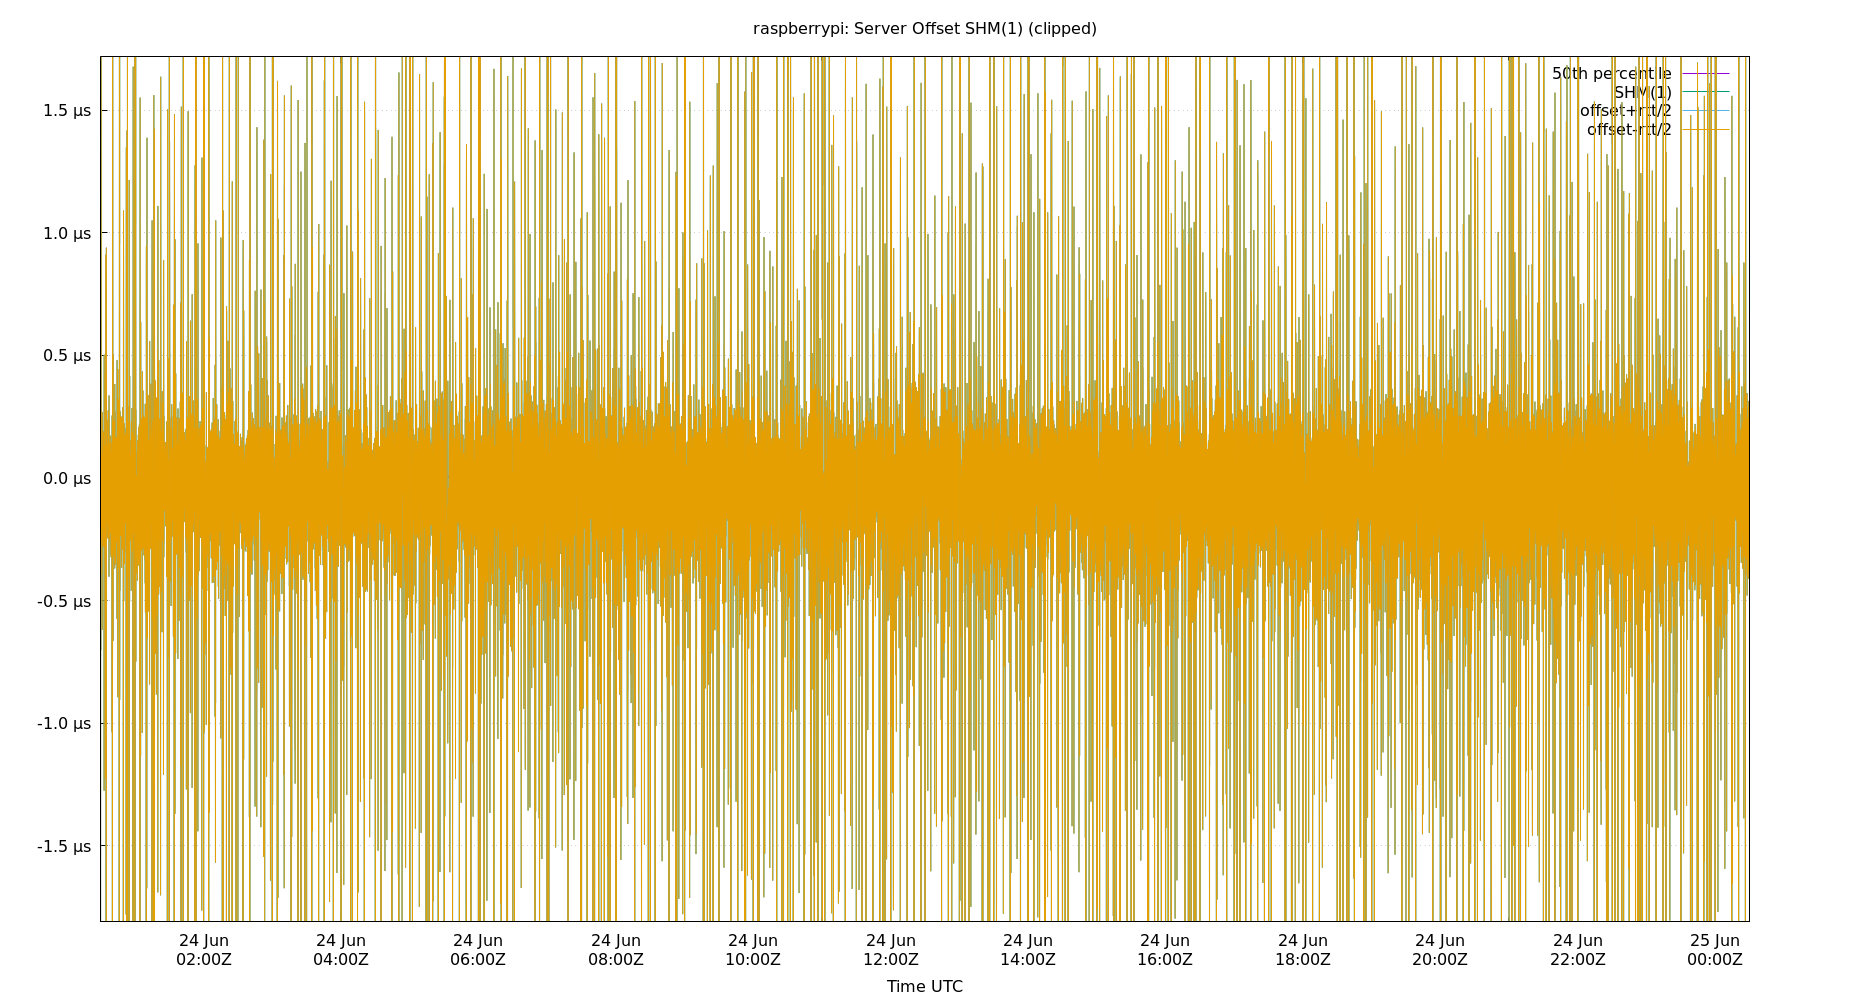 raspberrypi: Server Offset SHM(1) (clipped)
50th percentile
SHM(1)
offset+rtt/2
offset-rtt/2
1.5 µs
1.0 µs
0.5 µs
0.0 µs
-0.5 µs
-1.0 µs
-1.5 µs
24 Jun 24 Jun 24 Jun 24 Jun 24 Jun 24 Jun 24 Jun 24 Jun 24 Jun 24 Jun 24 Jun 25 Jun
02:00Z 04:00Z 06:00Z 08:00Z 10:00Z 12:00Z 14:00Z 16:00Z 18:00Z 20:00Z 22:00Z 00:00Z
Time UTC